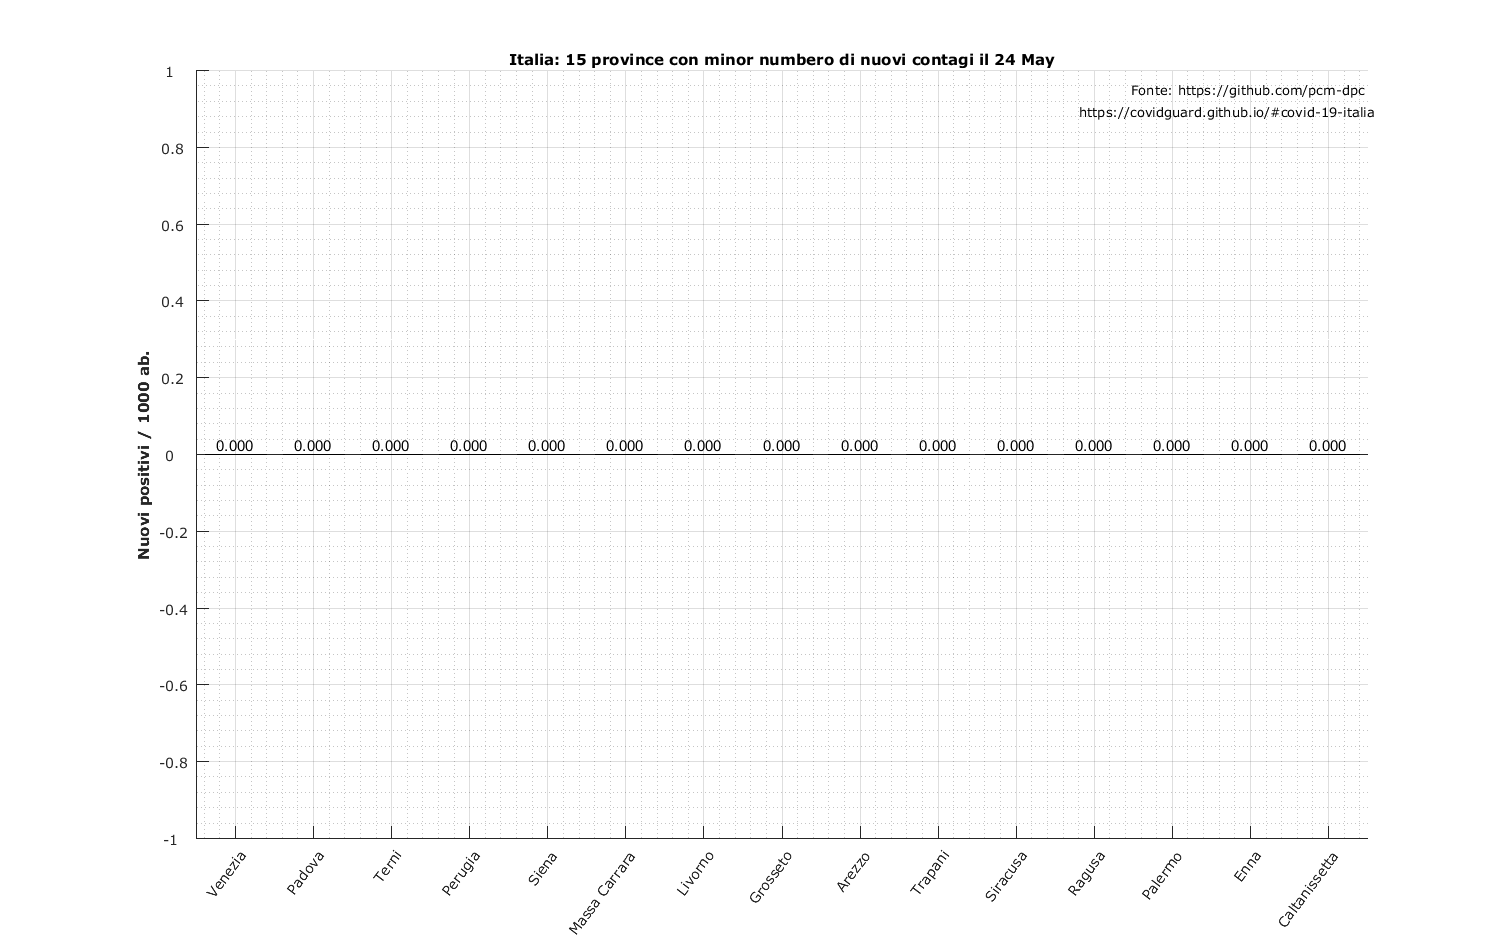 Italia: 15 province con minor numbero di nuovi contagi il 24 May
Fonte: https://github.com/pcm-dpc
https://covidguard.github.io/#covid-19-italia
Nuovi positivi / 1000 ab.
1
0.8
0.6
0.4
0.2
0
-0.2
-0.4
-0.6
-0.8
-1
0.000 0.000 0.000 0.000 0.000 0.000 0.000 0.000 0.000 0.000 0.000 0.000 0.000 0.000 0.000
Venezia
Padova
Terni
Perugia
Siena
Massa Carrara
Livorno
Grosseto
Arezzo
Trapani
Siracusa
Ragusa
Palermo
Enna
Caltanissetta